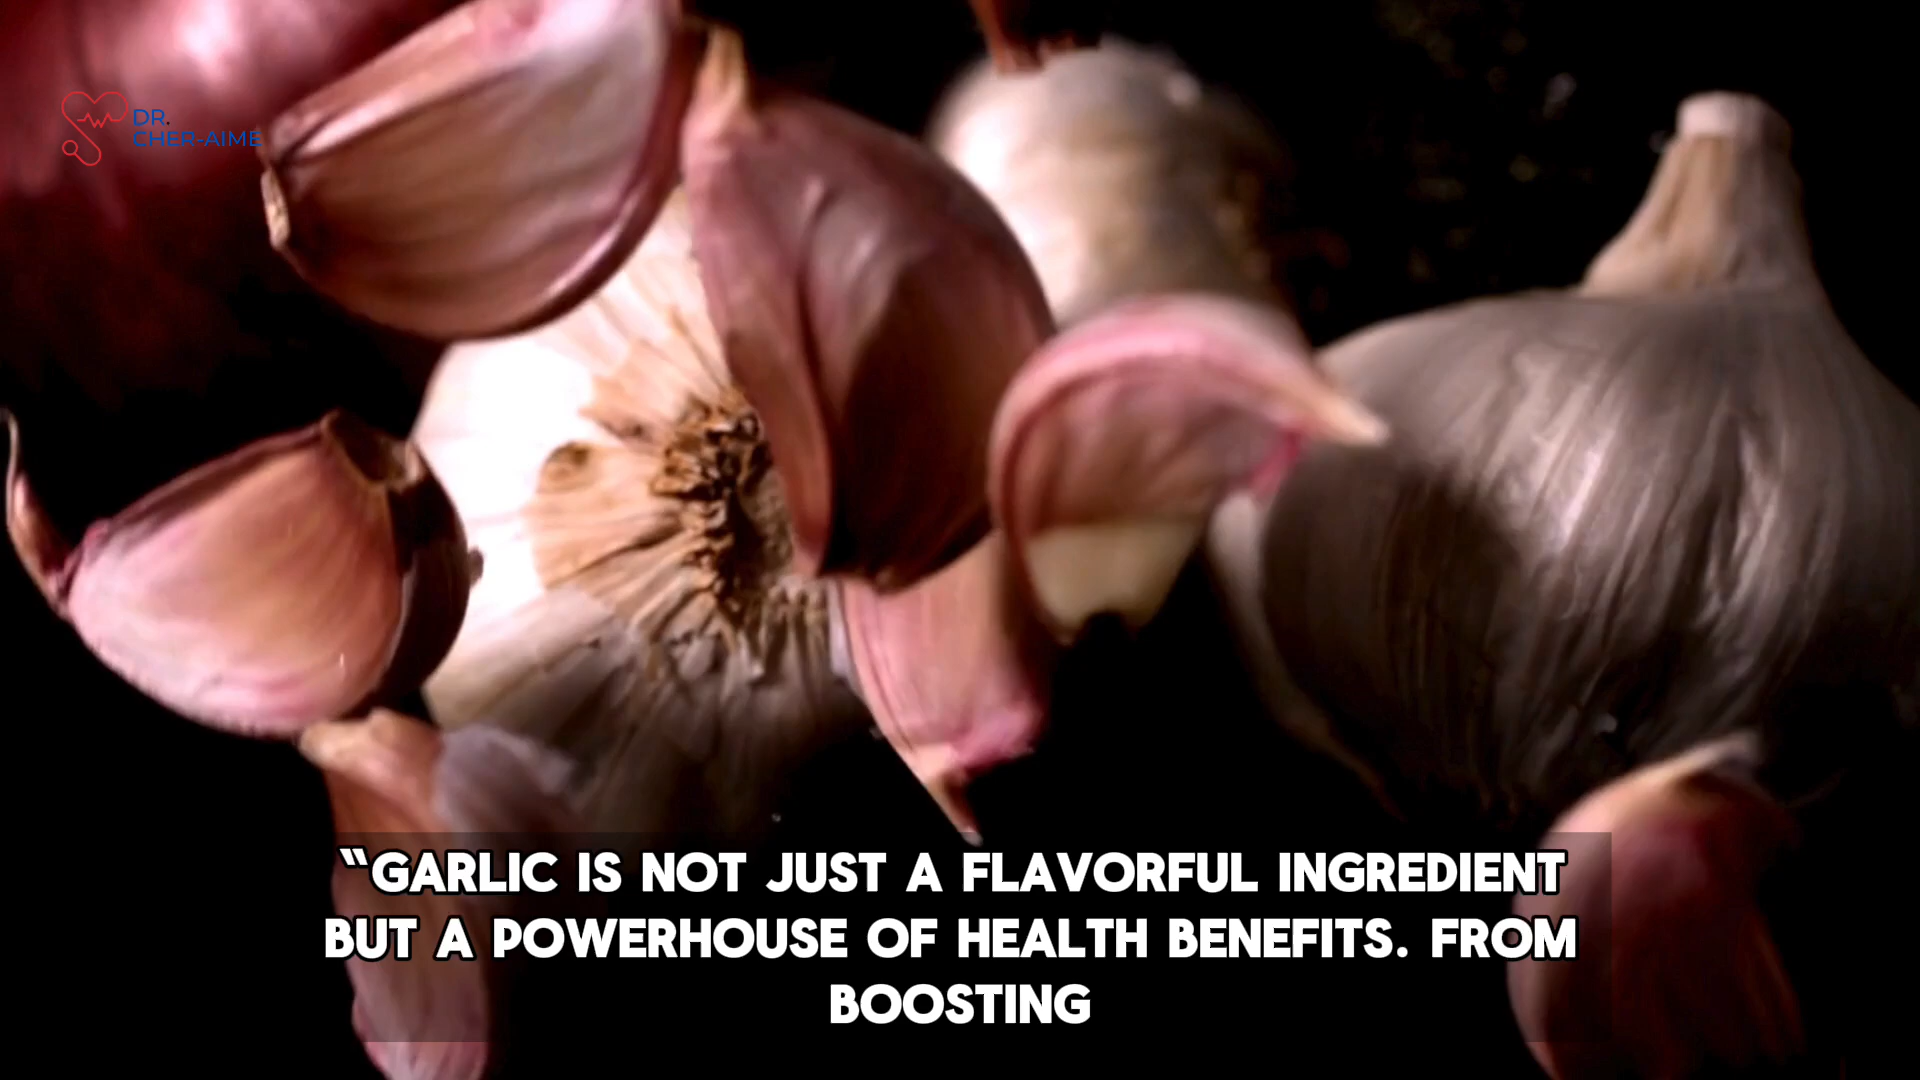 DR.
CHER-AIME
“GARLIC IS NOT JUST A FLAVORFUL INGREDIENT
BUT A POWERHOUSE OF HEALTH BENEFITS. FROM
BOOSTING